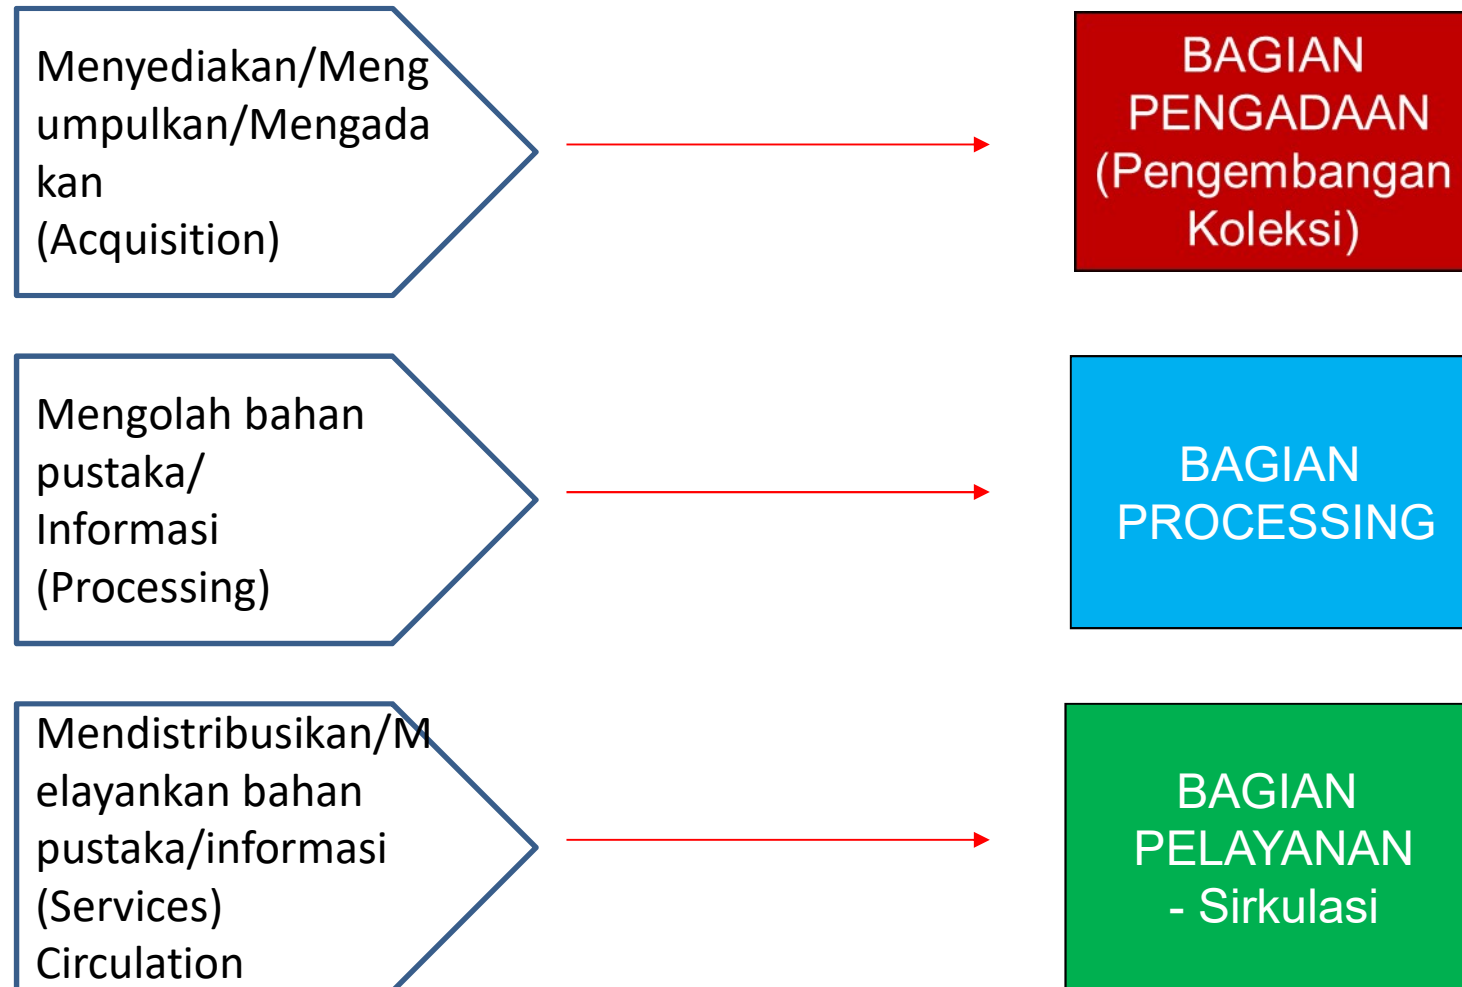 Menyediakan/Meng
umpulkan/Mengada
kan
(Acquisition)
BAGIAN
PENGADAAN
(Pengembangan
Koleksi)
Mengolah bahan
pustaka/
Informasi
(Processing)
BAGIAN
PROCESSING
Mendistribusikan/M
elayankan bahan
pustaka/informasi
(Services)
Circulation
BAGIAN
PELAYANAN
- Sirkulasi